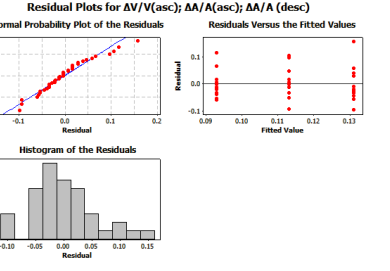 Residual Plots for ΔV/V(asc); ΔA/A(asc); ΔA/A (desc)
ormal Probability Plot of the Residuals
Residuals Versus the Fitted Values
-0.1 0.0 0.1 0.2
Residual
Residual
0.1
0.0
-0.1
0.09 0.10 0.11 0.12 0.13
Fitted Value
Histogram of the Residuals
-0.10 -0.05 0.00 0.05 0.10 0.15
Residual